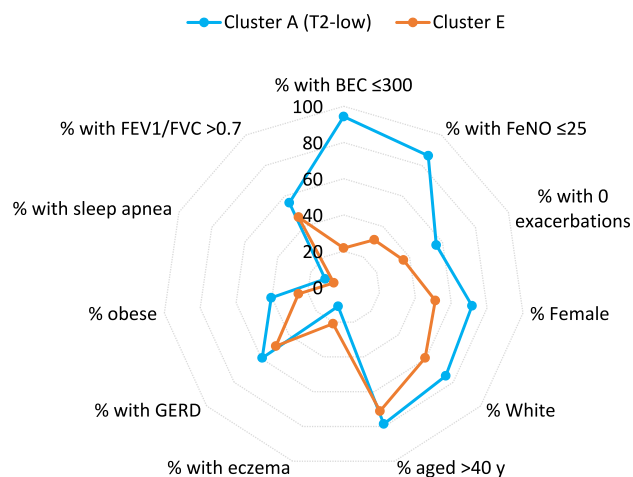 Cluster A (T2-low) Cluster E
% with BEC ≤300
% with FEV1/FVC >0.7
% with FeNO ≤25
% with sleep apnea
% with 0
exacerbations
% obese
% Female
% with GERD
% White
% with eczema
% aged >40 y
100
80
60
40
20
0